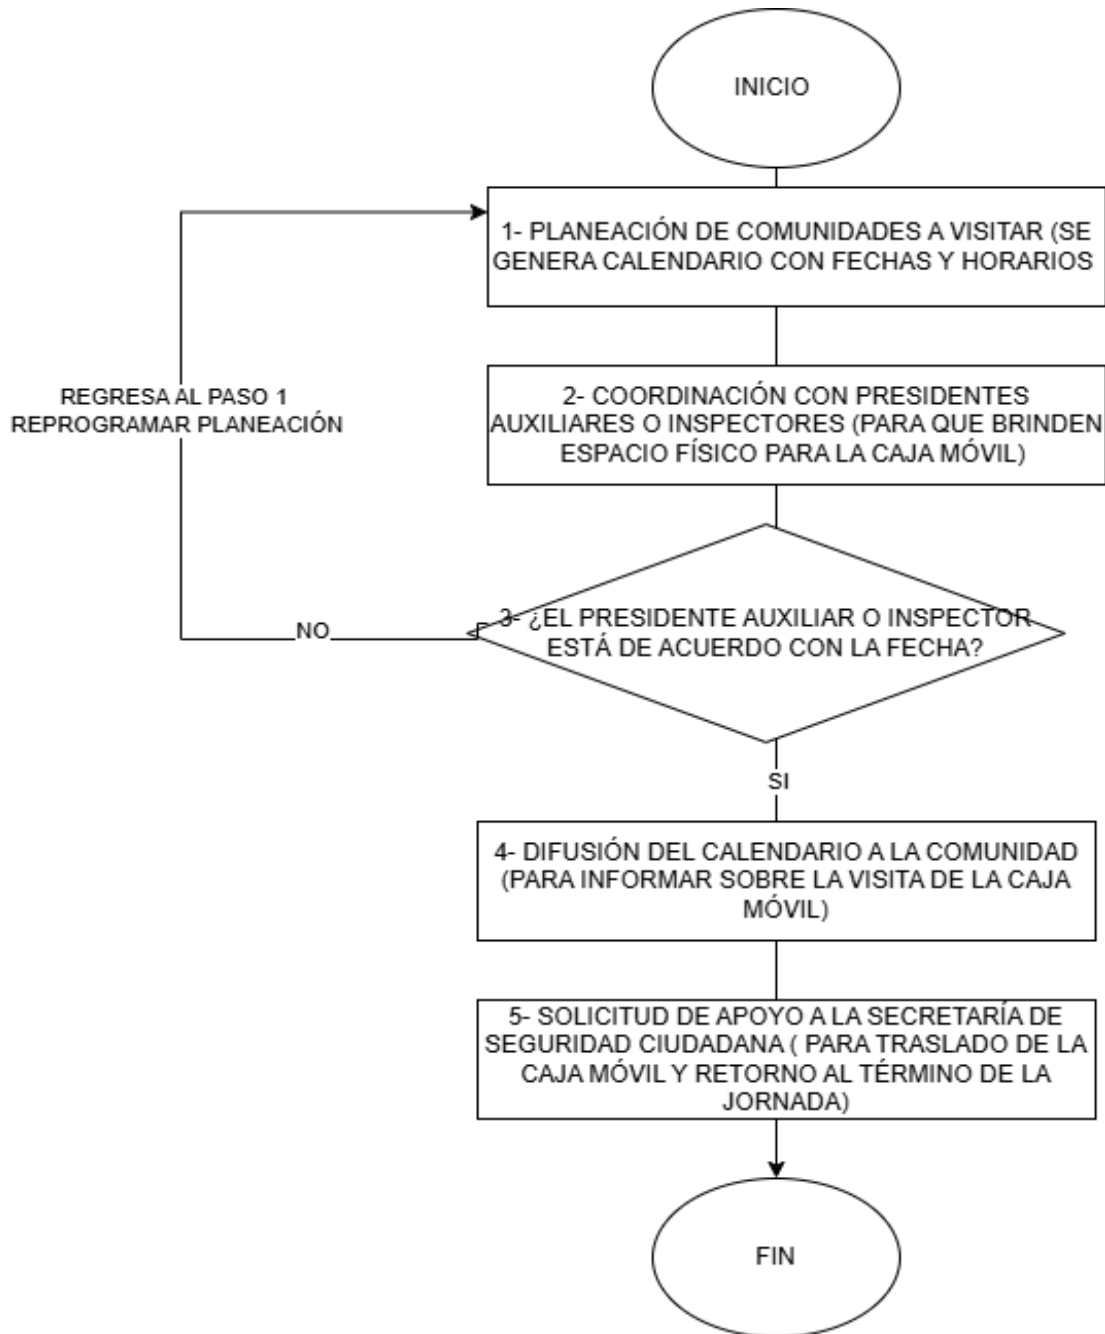 INICIO
1- PLANEACIÓN DE COMUNIDADES A VISITAR (SE
GENERA CALENDARIO CON FECHAS Y HORARIOS
REGRESA AL PASO 1
REPROGRAMAR PLANEACIÓN
2- COORDINACIÓN CON PRESIDENTES
AUXILIARES O INSPECTORES (PARA QUE BRINDEN
ESPACIO FÍSICO PARA LA CAJA MÓVIL)
3- ¿EL PRESIDENTE AUXILIAR O INSPECTOR
ESTÁ DE ACUERDO CON LA FECHA?
NO
SI
4- DIFUSIÓN DEL CALENDARIO A LA COMUNIDAD
(PARA INFORMAR SOBRE LA VISITA DE LA CAJA
MÓVIL)
5- SOLICITUD DE APOYO A LA SECRETARÍA DE
SEGURIDAD CIUDADANA ( PARA TRASLADO DE LA
CAJA MÓVIL Y RETORNO AL TÉRMINO DE LA
JORNADA)
FIN